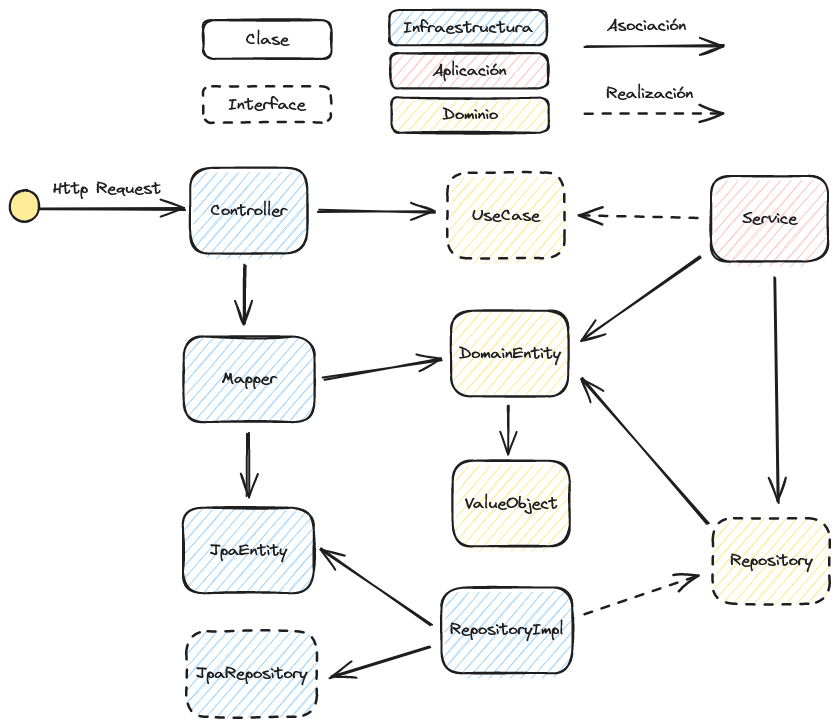 Clase
Infraestructura
Asociación
Aplicación
Interface
Realización
Dominio
Http Request
Controller
UseCase
Service
DomainEntity
Mapper
ValueObject
JpaEntity
Repository
RepositoryImpl
JpaRepository